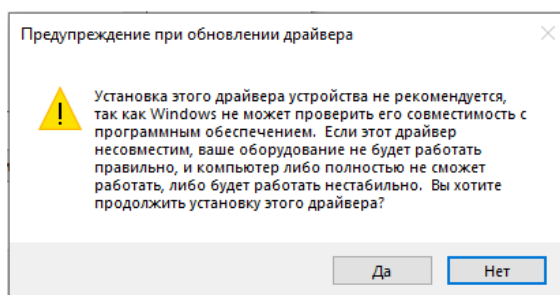 Предупреждение при обновлении драйвера
Установка этого драйвера устройства не рекомендуется,
так как Windows не может проверить его совместимость с
программным обеспечением.  Если этот драйвер
несовместим, ваше оборудование не будет работать
правильно, и компьютер либо полностью не сможет
работать, либо будет работать нестабильно.  Вы хотите
продолжить установку этого драйвера?
Да
Нет